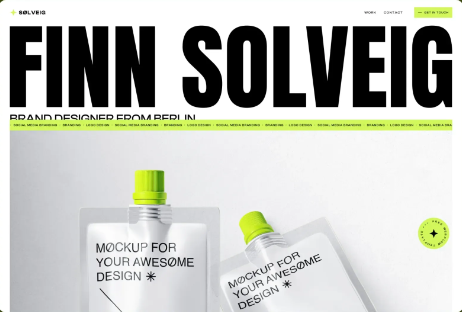 SØLVEIG
WORK CONTACT GET IN TOUCH
FINN SOLVEIG
BRAND DESIGNER FROM BERLIN
SOCIAL MEDIA BRANDING BRANDING LOGO DESIGN SOCIAL MEDIA BRANDING BRANDING LOGO DESIGN SOCIAL MEDIA BRANDING BRANDING LOGO DESIGN SOCIAL MEDIA BRANDING BRANDING LOGO DESIGN
MØCKUP FOR
YOUR AWESØME
DESIGN
MØCKUP FOR
YOUR AWESØME
DESIGN